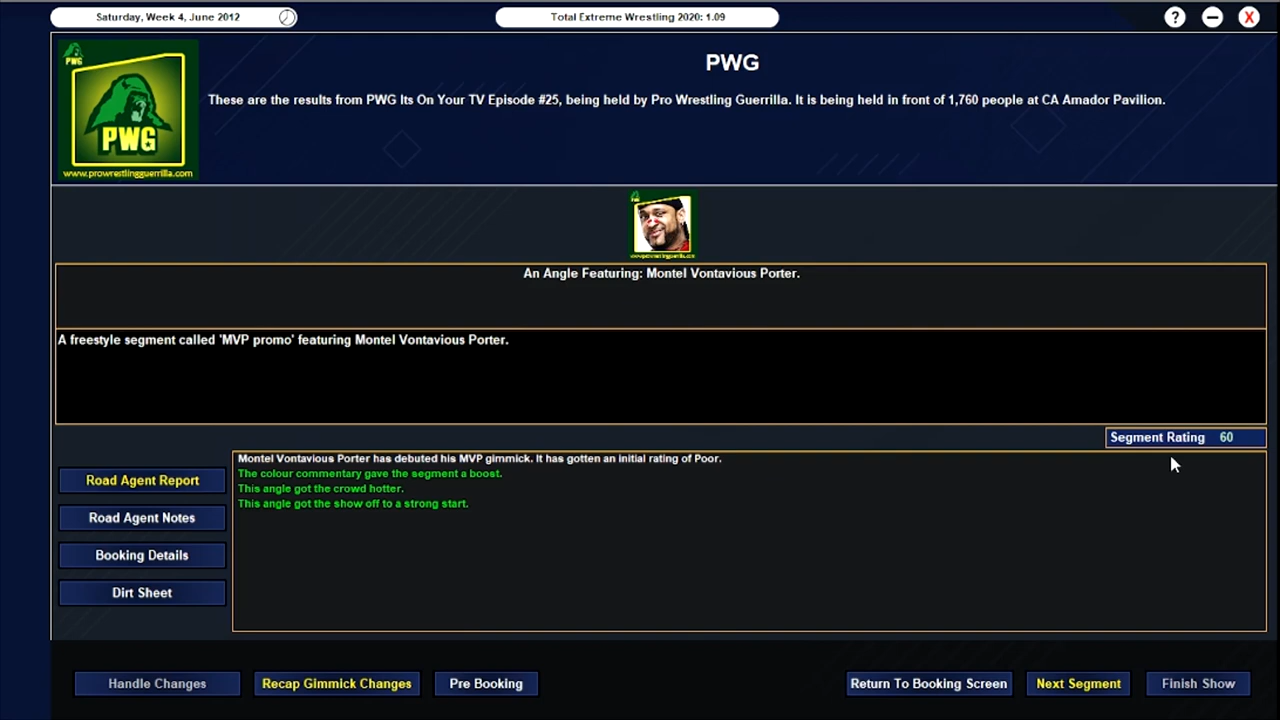 Saturday, Week 4, June 2012
Total Extreme Wrestling 2020: 1.09
?
X
PWG
PWG
www.prowrestlingguerrilla.com
PWG
These are the results from PWG Its On Your TV Episode #25, being held by Pro Wrestling Guerrilla. It is being held in front of 1,760 people at CA Amador Pavilion.
An Angle Featuring: Montel Vontavious Porter.
A freestyle segment called 'MVP promo' featuring Montel Vontavious Porter.
Segment Rating 60
Montel Vontavious Porter has debuted his MVP gimmick. It has gotten an initial rating of Poor.
The colour commentary gave the segment a boost.
This angle got the crowd hotter.
This angle got the show off to a strong start.
Road Agent Report
Road Agent Notes
Booking Details
Dirt Sheet
Handle Changes
Recap Gimmick Changes
Pre Booking
Return To Booking Screen
Next Segment
Finish Show